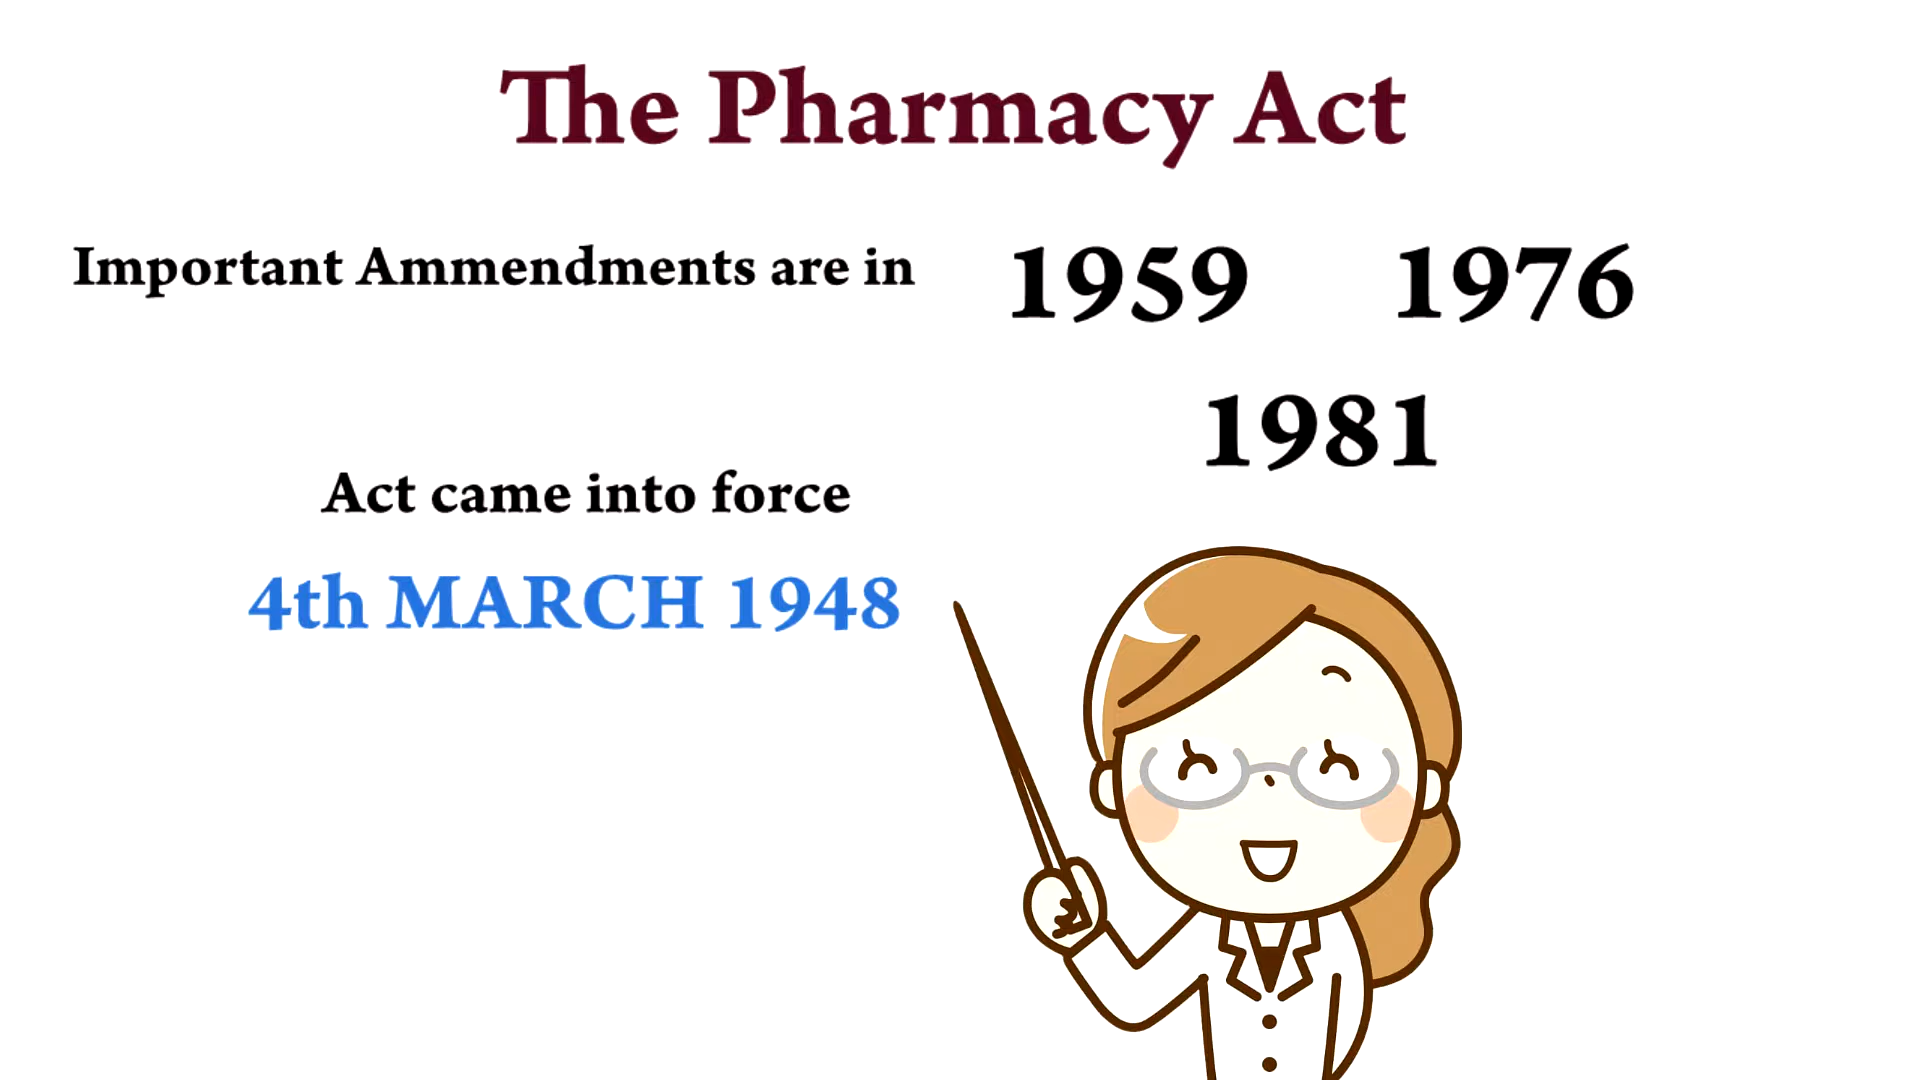 The Pharmacy Act
Important Ammendments are in 1959 1976
1981
Act came into force
4th MARCH 1948